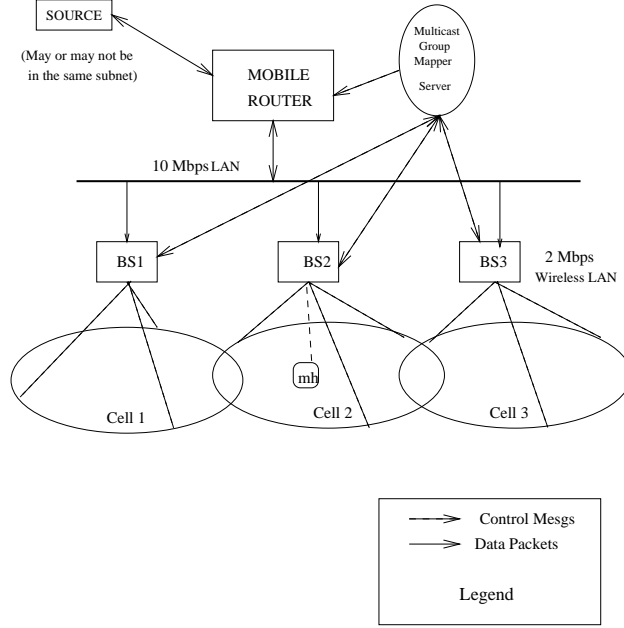 SOURCE
(May or may not be
in the same subnet)
MOBILE
ROUTER
Multicast
Group
Mapper
Server
10 Mbps LAN
BS1
BS2
BS3
2 Mbps
Wireless LAN
mh
Cell 1
Cell 2
Cell 3
Control Mesgs
Data Packets
Legend